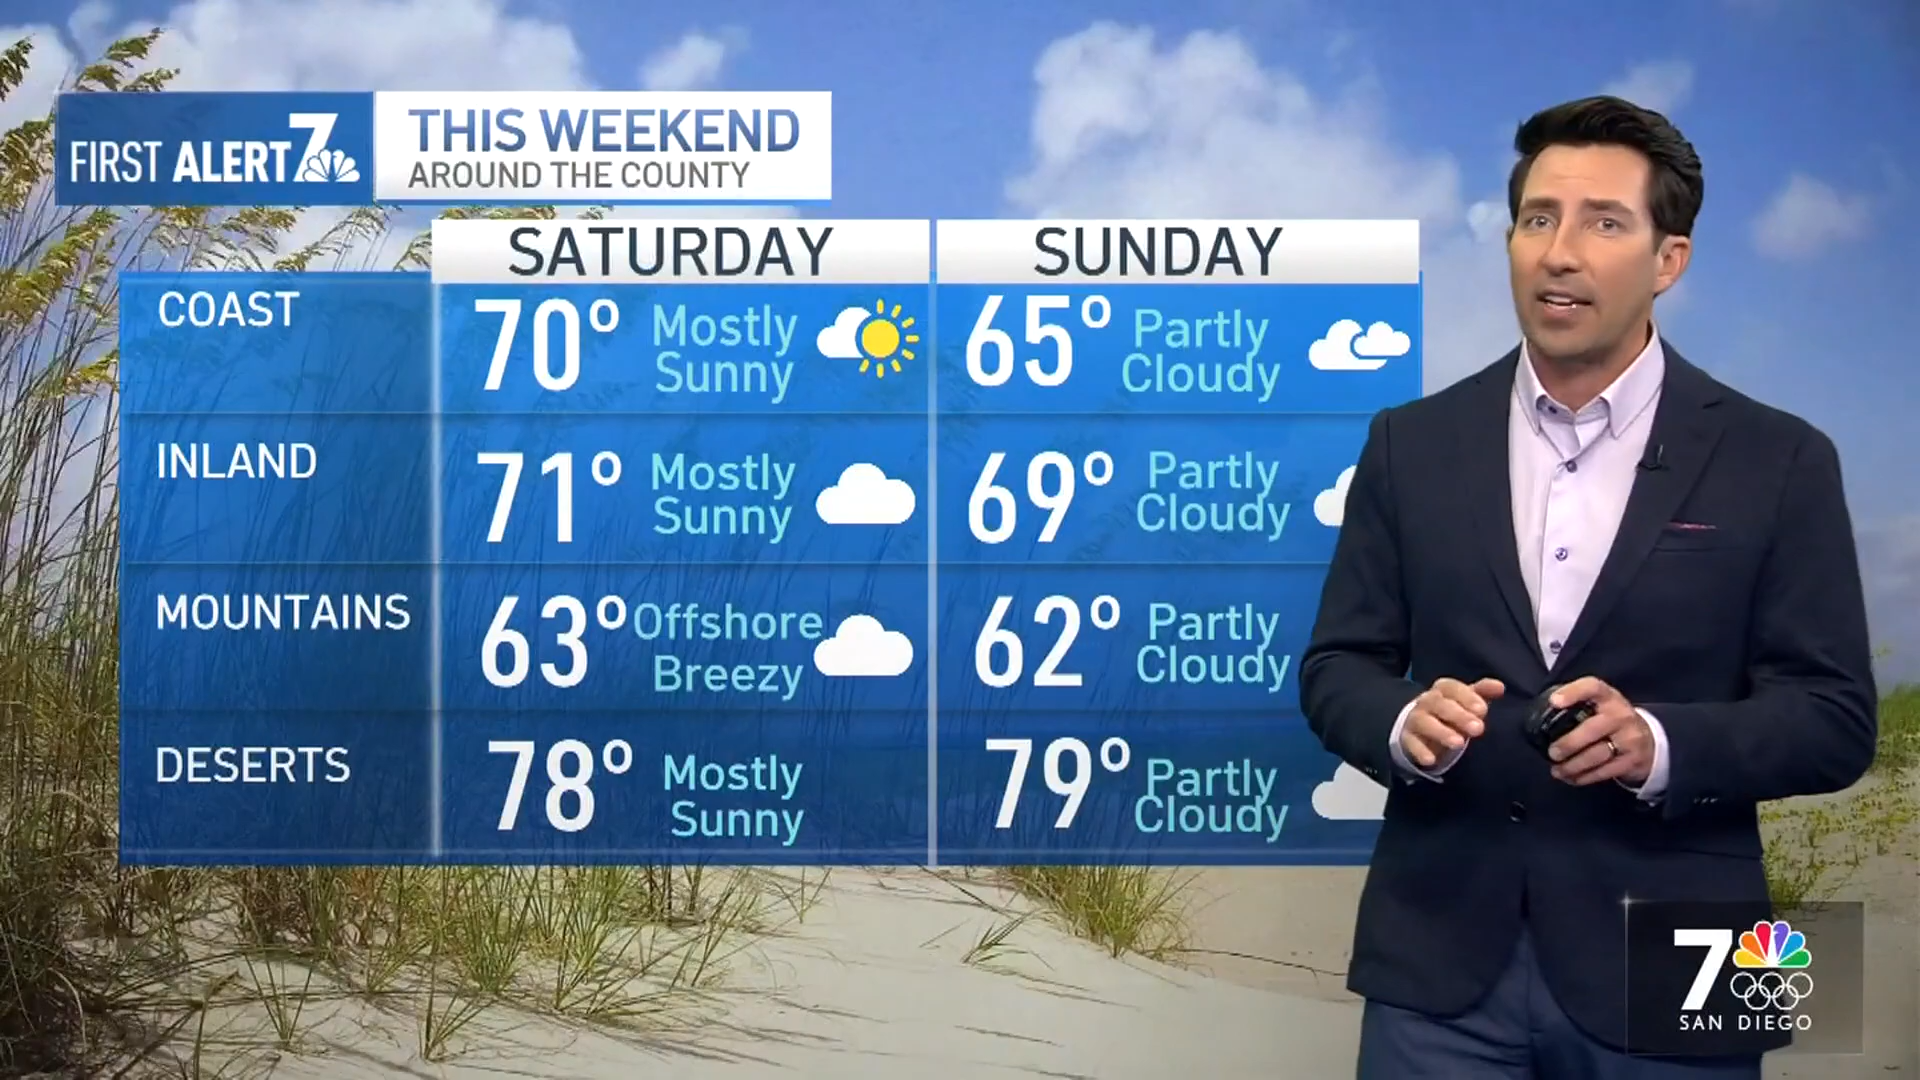 FIRST ALERT 7
THIS WEEKEND
AROUND THE COUNTY
SATURDAY
SUNDAY
COAST
70° Mostly
Sunny
65° Partly
Cloudy
INLAND
71° Mostly
Sunny
69° Partly
Cloudy
MOUNTAINS
63° Offshore
Breezy
62° Partly
Cloudy
DESERTS
78° Mostly
Sunny
79° Partly
Cloudy
7
SAN DIEGO